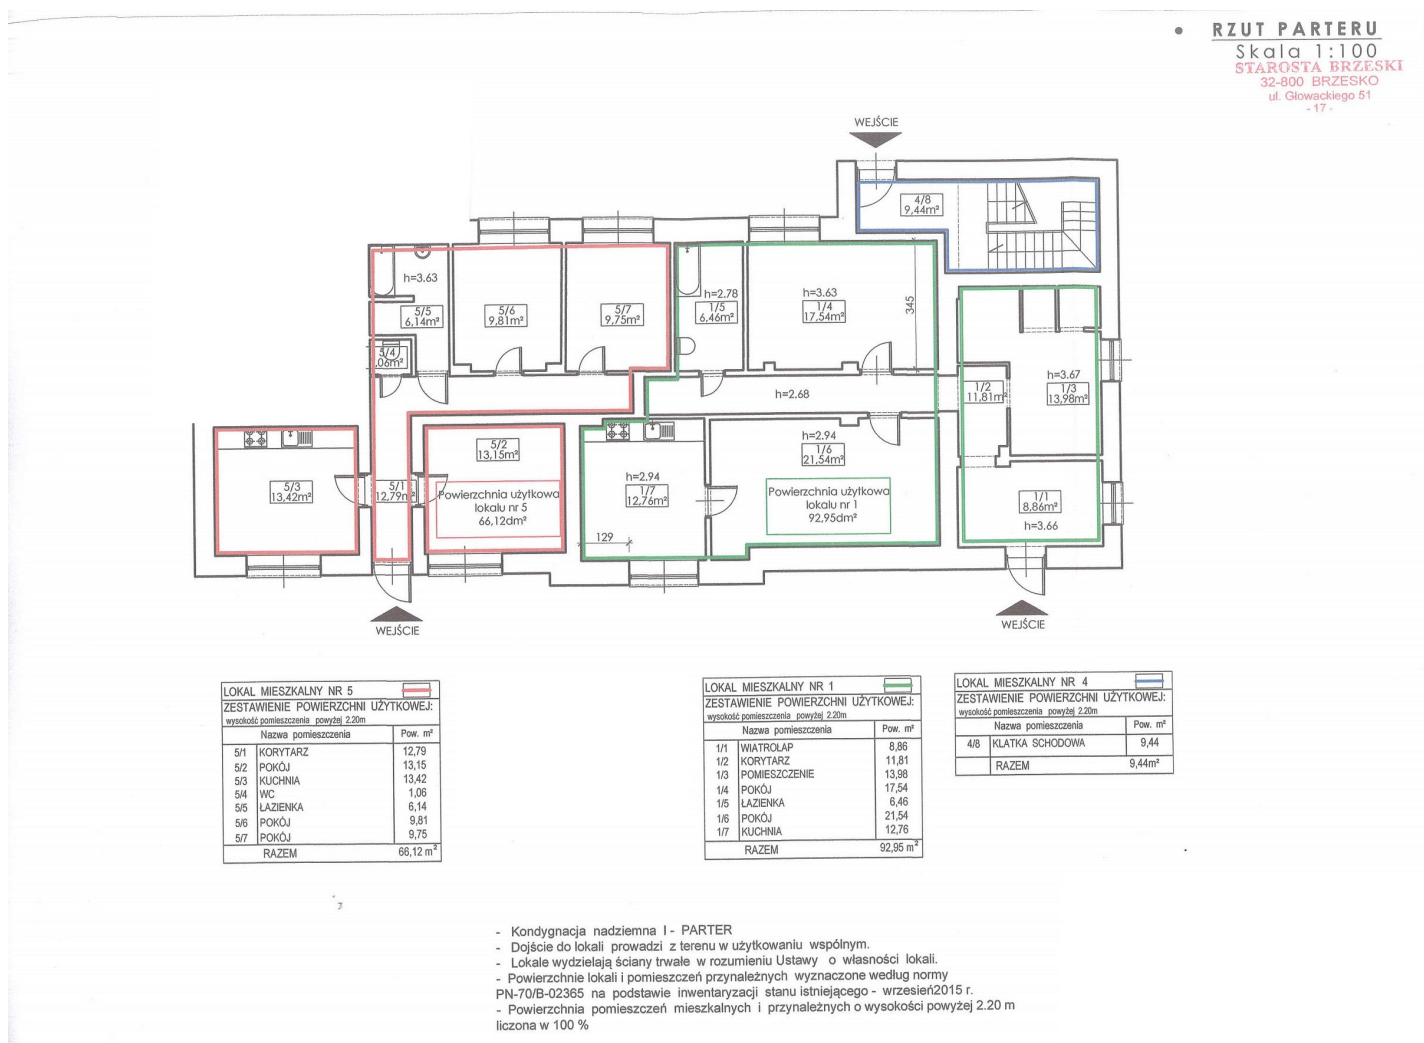 RZUT PARTERU
Skala 1:100
STAROSTA BRZESKI
32-800 BRZESKO
ul. Głowackiego 51
- 17 -
WEJŚCIE
4/8
9,44m²
h=3.63
5/5
6,14m²
5/6
9,81m²
5/7
9,75m²
h=2.78
1/5
6,46m²
h=3.63
1/4
17,54m²
345
5/4
,06m²
h=2.68
1/2
11,81m²
h=3.67
1/3
13,98m²
5/3
13,42m²
5/1
12,79m²
5/2
13,15m²
Powierzchnia użytkowa
lokalu nr 5
66,12dm²
h=2.94
1/7
12,76m²
129
h=2.94
1/6
21,54m²
Powierzchnia użytkowa
lokalu nr 1
92,95dm²
1/1
8,86m²
h=3.66
WEJŚCIE
WEJŚCIE
LOKAL MIESZKALNY NR 5
ZESTAWIENIE POWIERZCHNI UŻYTKOWEJ:
wysokość pomieszczenia powyżej 2.20m
Nazwa pomieszczenia Pow. m²
5/1 KORYTARZ 12,79
5/2 POKÓJ 13,15
5/3 KUCHNIA 13,42
5/4 WC 1,06
5/5 ŁAZIENKA 6,14
5/6 POKÓJ 9,81
5/7 POKÓJ 9,75
RAZEM 66,12 m²
LOKAL MIESZKALNY NR 1
ZESTAWIENIE POWIERZCHNI UŻYTKOWEJ:
wysokość pomieszczenia powyżej 2.20m
Nazwa pomieszczenia Pow. m²
1/1 WIATROLAP 8,86
1/2 KORYTARZ 11,81
1/3 POMIESZCZENIE 13,98
1/4 POKÓJ 17,54
1/5 ŁAZIENKA 6,46
1/6 POKÓJ 21,54
1/7 KUCHNIA 12,76
RAZEM 92,95 m²
LOKAL MIESZKALNY NR 4
ZESTAWIENIE POWIERZCHNI UŻYTKOWEJ:
wysokość pomieszczenia powyżej 2.20m
Nazwa pomieszczenia Pow. m²
4/8 KLATKA SCHODOWA 9,44
RAZEM 9,44m²
- Kondygnacja nadziemna I - PARTER
- Dojście do lokali prowadzi z terenu w użytkowaniu wspólnym.
- Lokale wydzielają ściany trwałe w rozumieniu Ustawy o własności lokali.
- Powierzchnie lokali i pomieszczeń przynależnych wyznaczone według normy
PN-70/B-02365 na podstawie inwentaryzacji stanu istniejącego - wrzesień2015 r.
- Powierzchnia pomieszczeń mieszkalnych i przynależnych o wysokości powyżej 2.20 m
liczona w 100 %